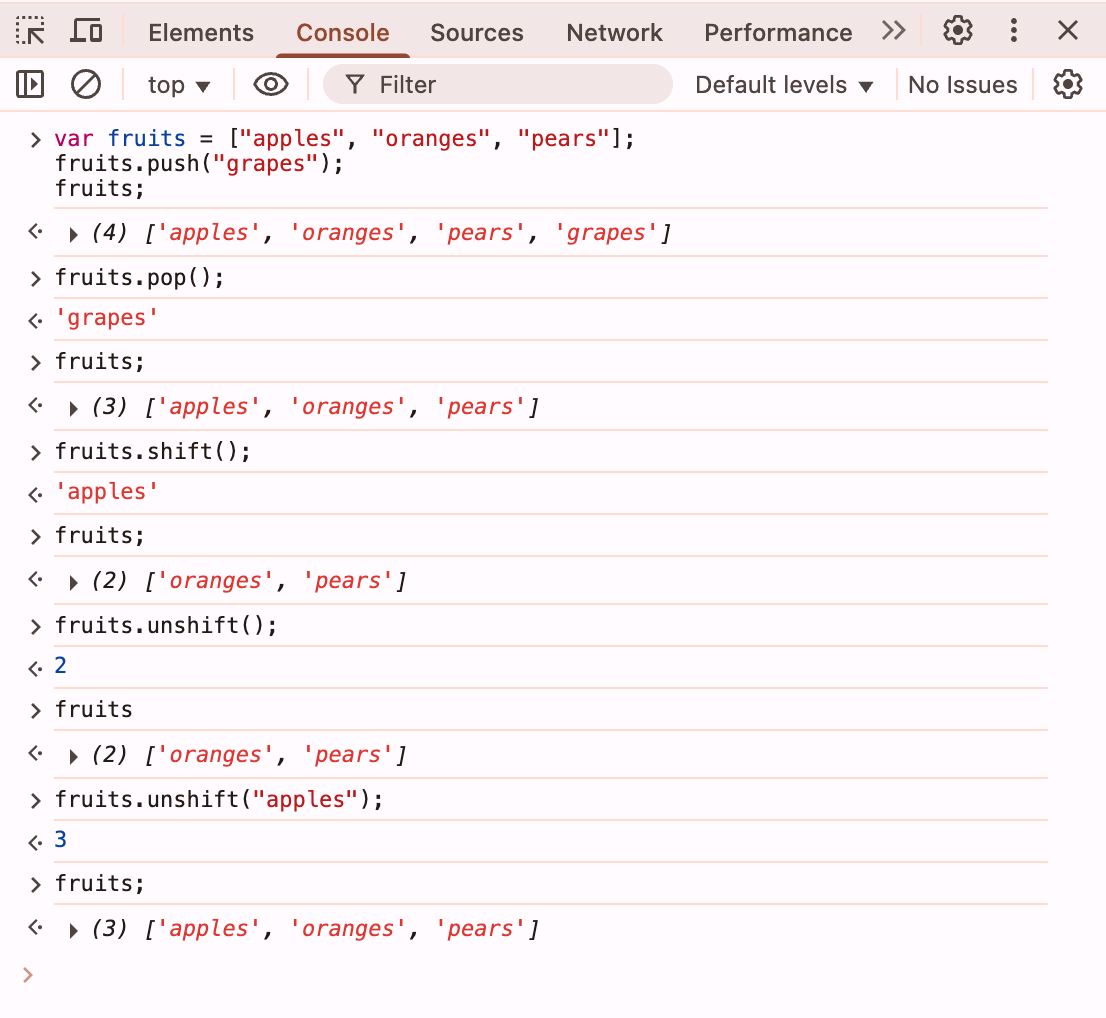 Elements Console Sources Network Performance
top Filter Default levels No Issues
var fruits = ["apples", "oranges", "pears"];
fruits.push("grapes");
fruits;
(4) ['apples', 'oranges', 'pears', 'grapes']
fruits.pop();
'grapes'
fruits;
(3) ['apples', 'oranges', 'pears']
fruits.shift();
'apples'
fruits;
(2) ['oranges', 'pears']
fruits.unshift();
2
fruits
(2) ['oranges', 'pears']
fruits.unshift("apples");
3
fruits;
(3) ['apples', 'oranges', 'pears']